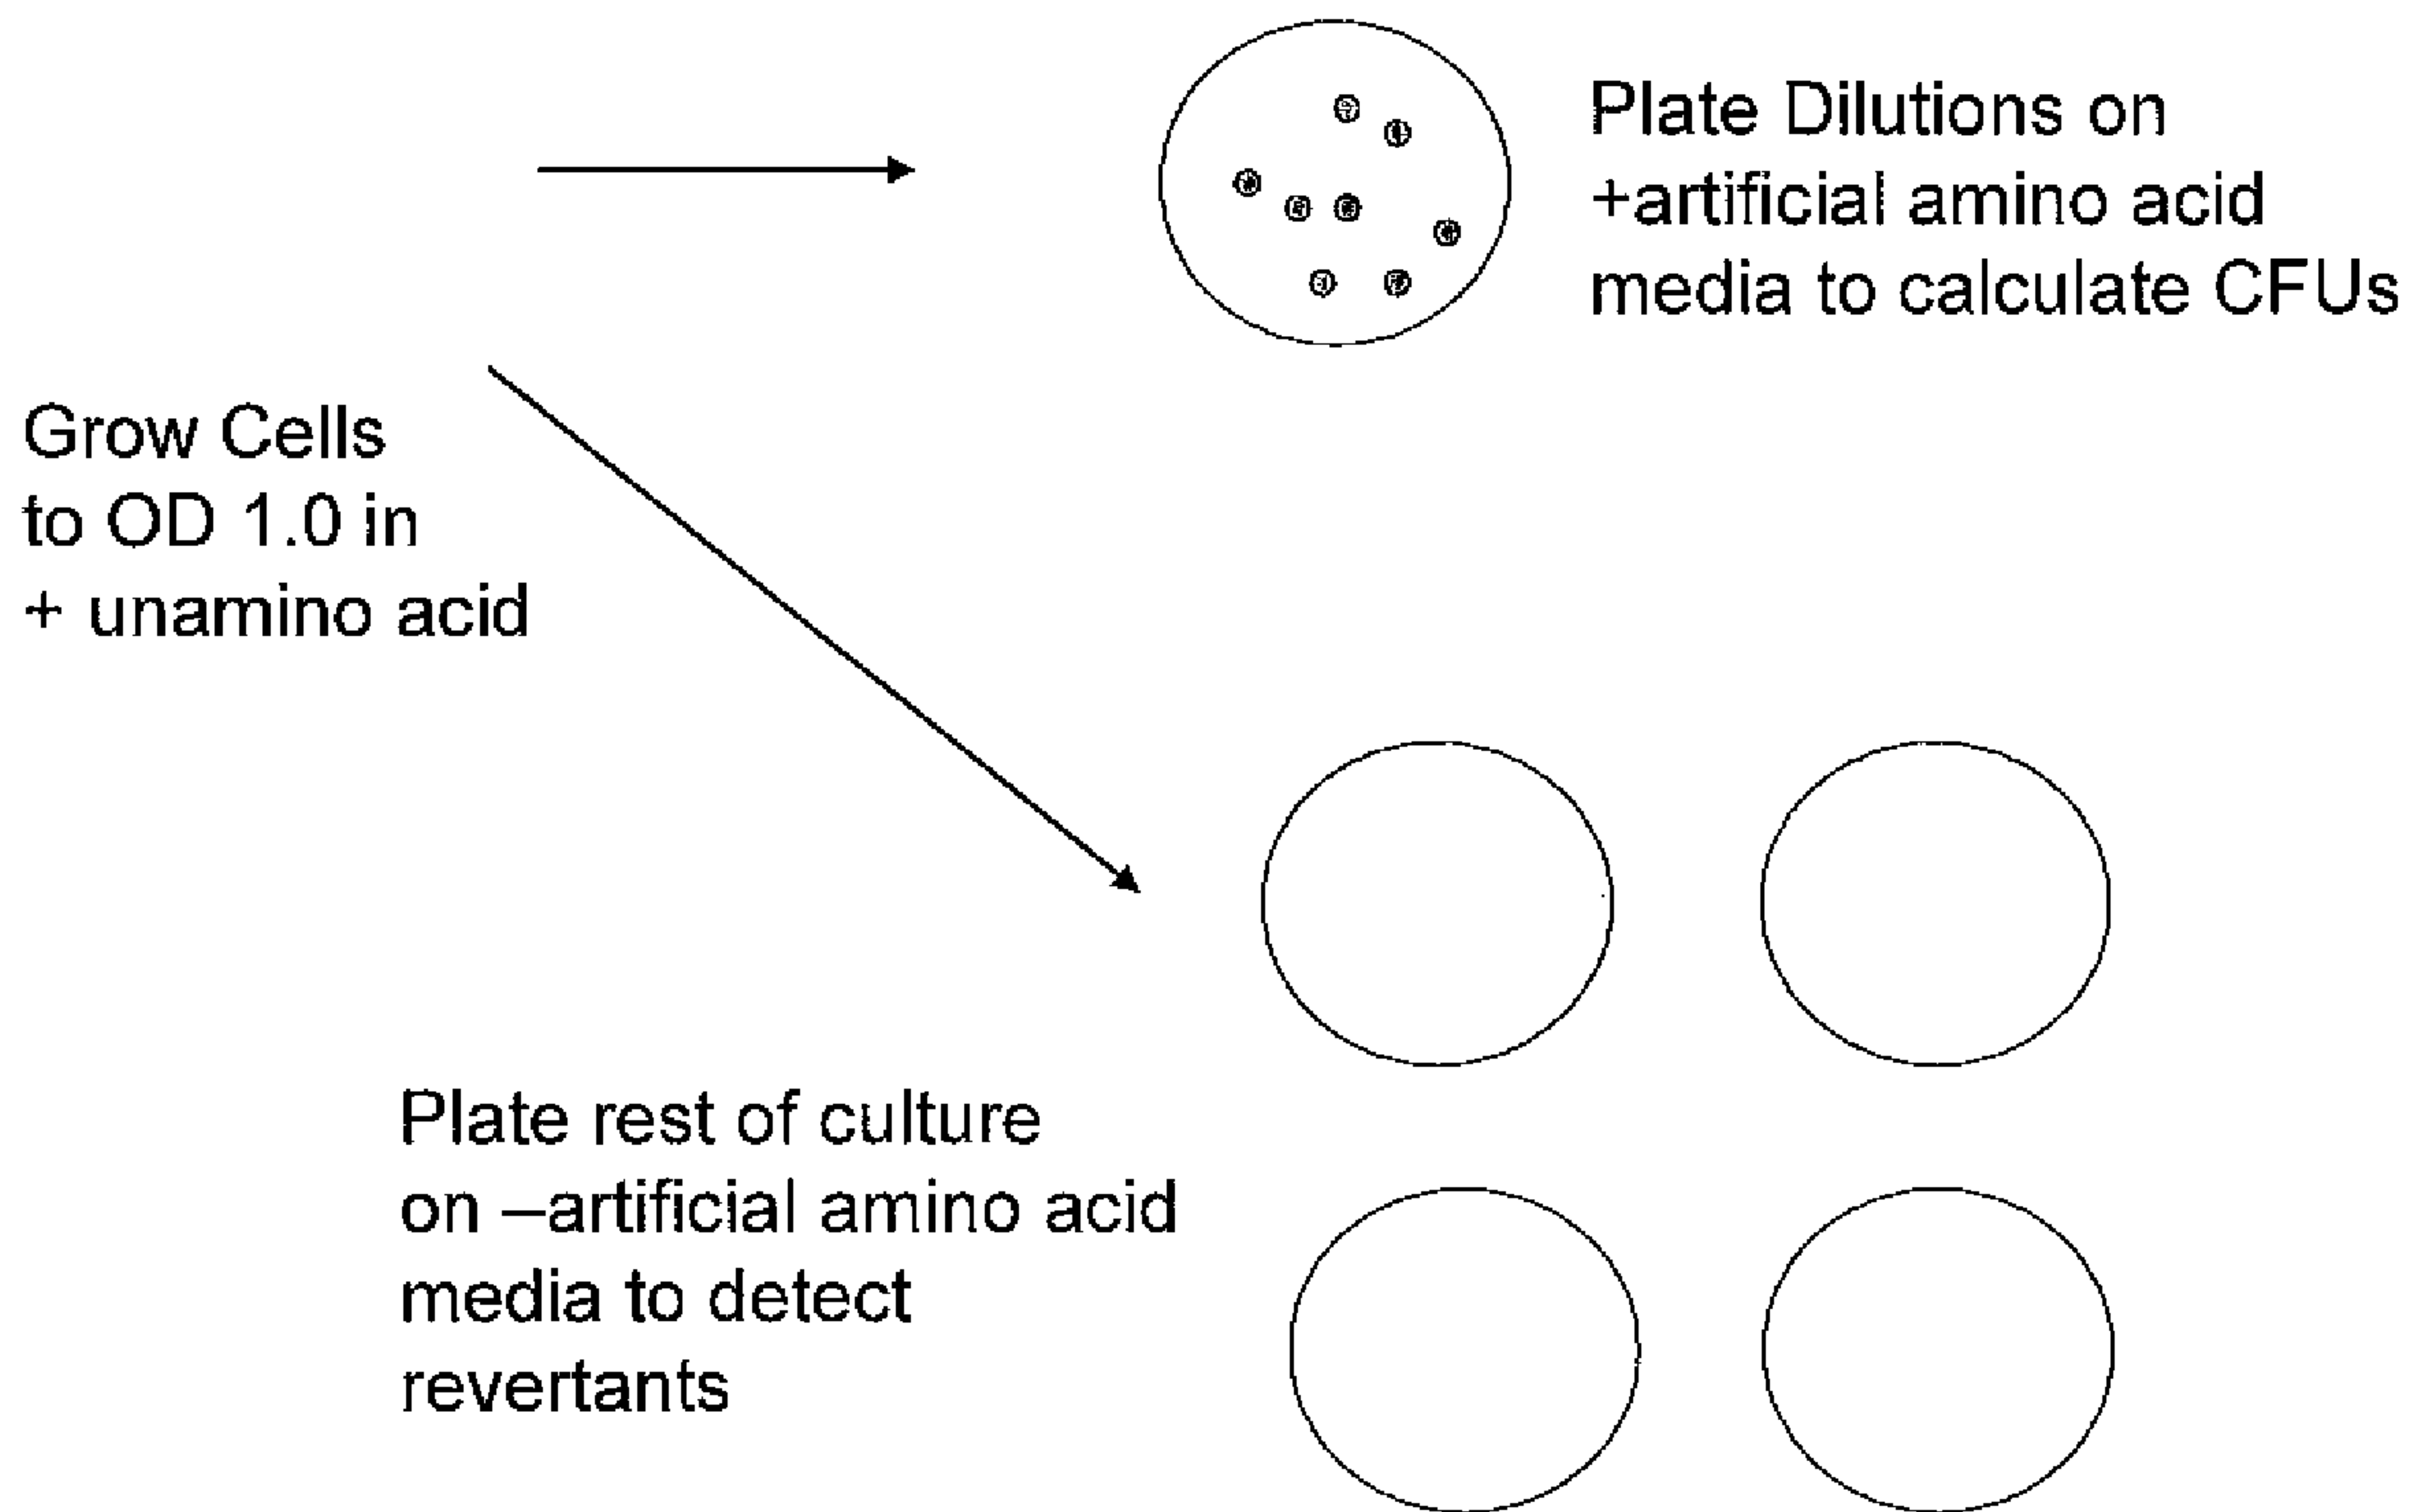 Plate Dilutions on
+artificial amino acid
media to calculate CFUs
Grow Cells
to OD 1.0 in
+ unamino acid
Plate rest of culture
on –artificial amino acid
media to detect
revertants